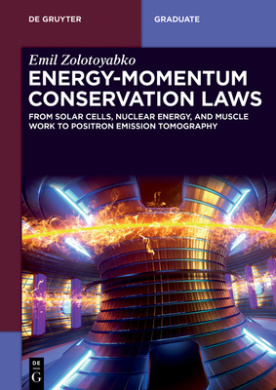 DE GRUYTER
GRADUATE
Emil Zolotoyabko
ENERGY-MOMENTUM
CONSERVATION LAWS
FROM SOLAR CELLS, NUCLEAR ENERGY, AND MUSCLE
WORK TO POSITRON EMISSION TOMOGRAPHY
DE
G